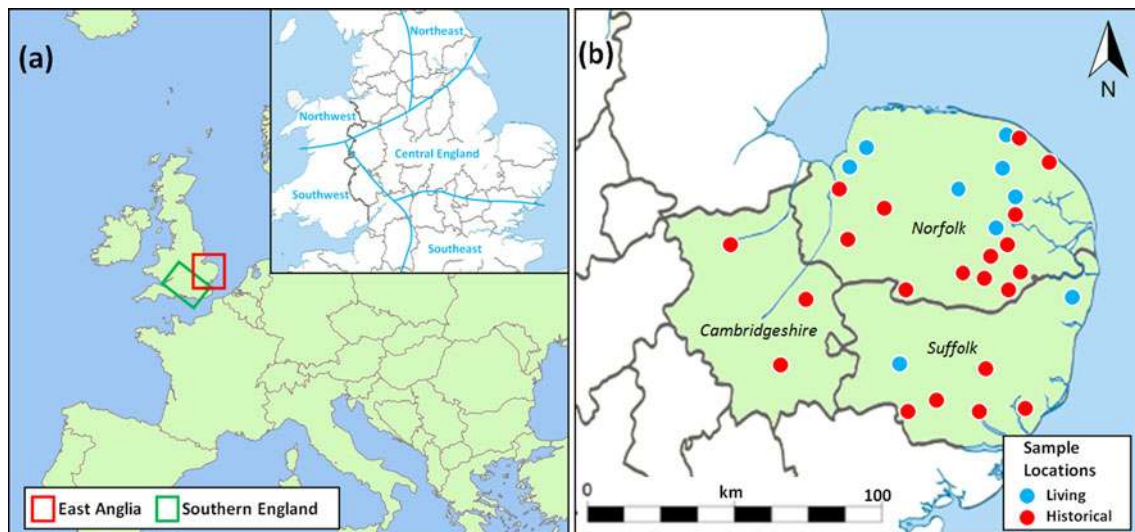 (a)
Northeast
Northwest
Central England
Southwest
Southeast
East Anglia
Southern England
(b)
N
Norfolk
Cambridgeshire
Suffolk
0 km 100
Sample
Locations
Living
Historical